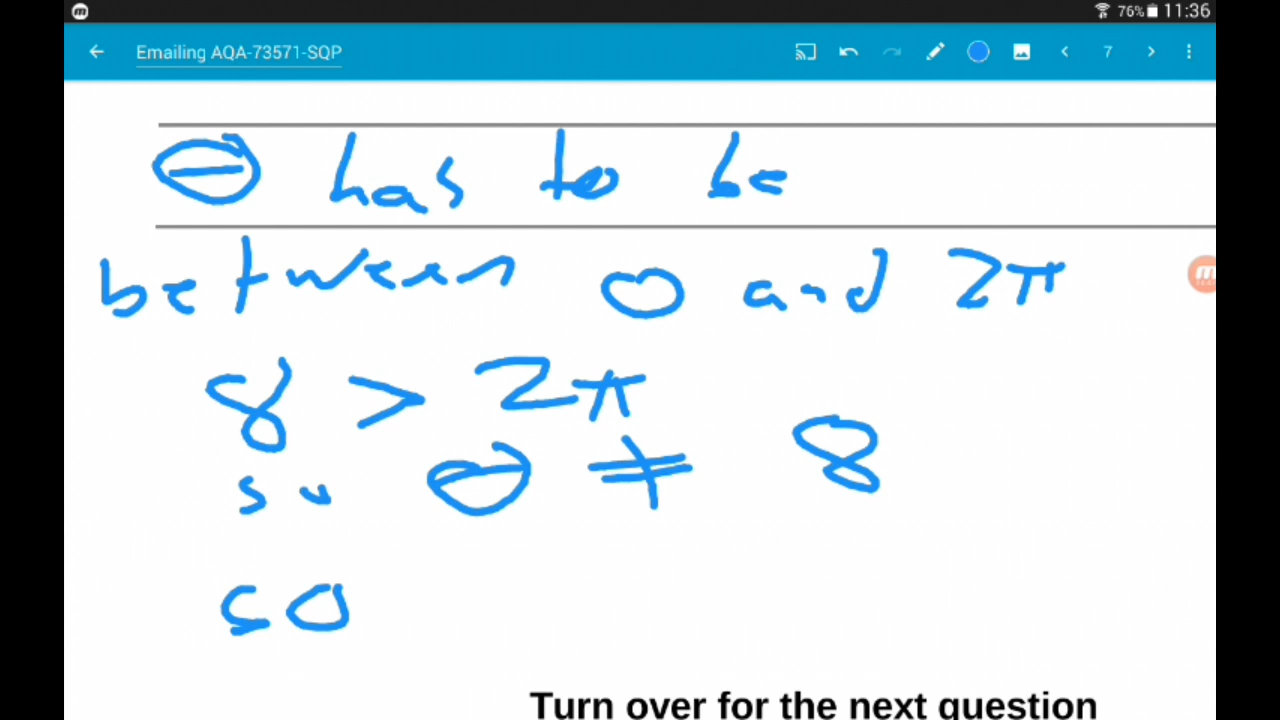 76% 11:36
Emailing AQA-73571-SQP 7
θ has to be
between 0 and 2π
8 > 2π
so θ ≠ 8
so
Turn over for the next question